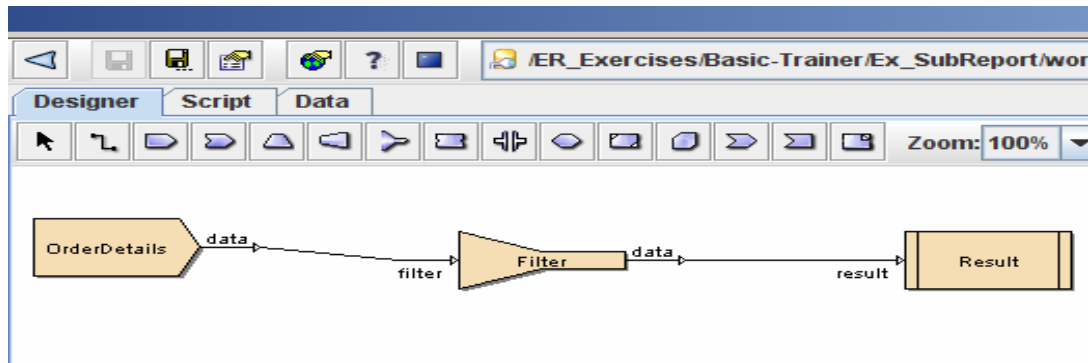 ?
/ER_Exercises/Basic-Trainer/Ex_SubReport/wor
Designer Script Data
Zoom: 100%
OrderDetails data filter Filter data result Result